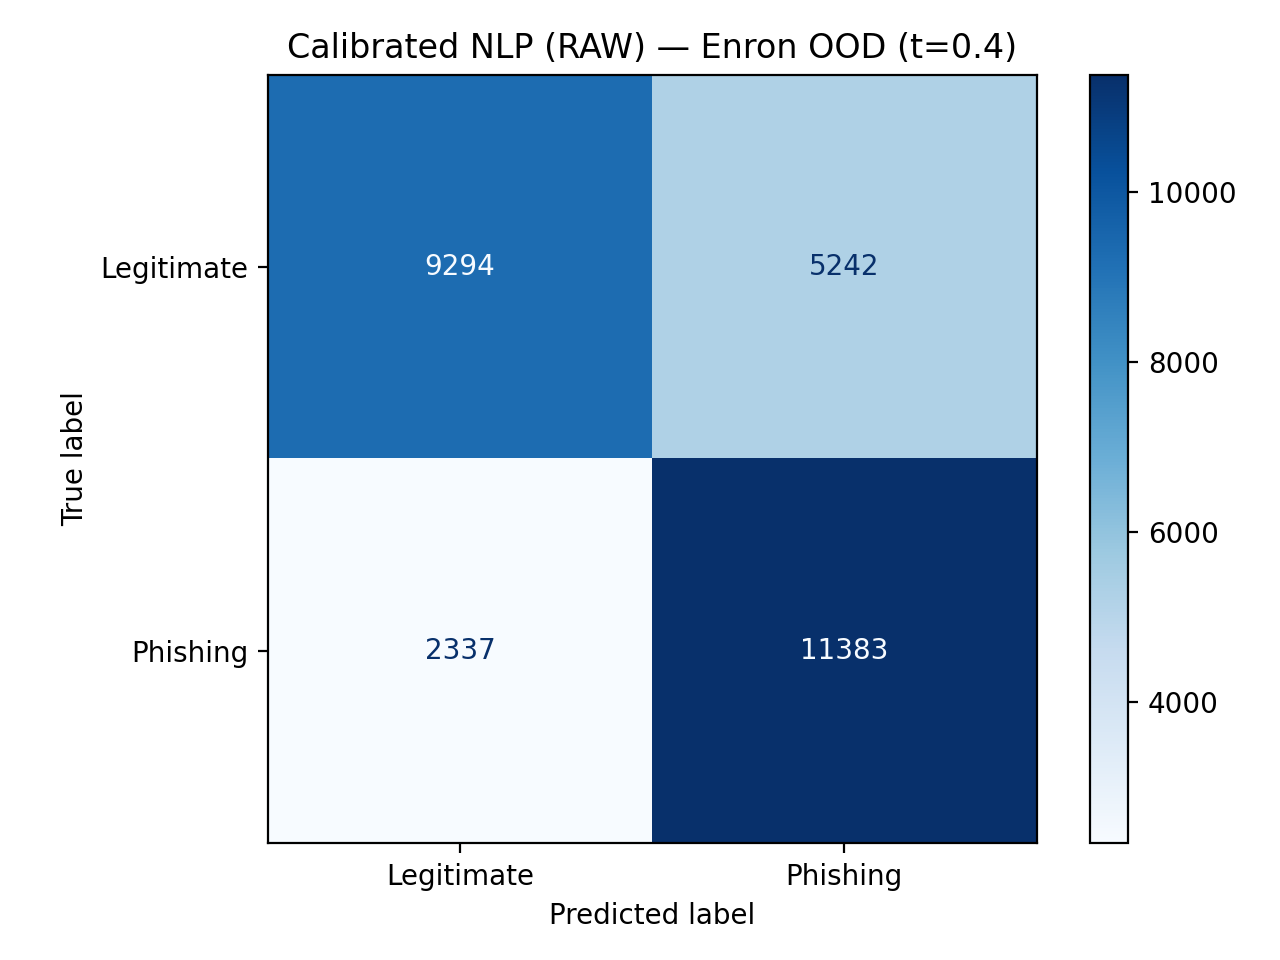 Calibrated NLP (RAW) — Enron OOD (t=0.4)
True label
Legitimate
Phishing
9294
5242
2337
11383
Legitimate
Phishing
Predicted label
10000
8000
6000
4000